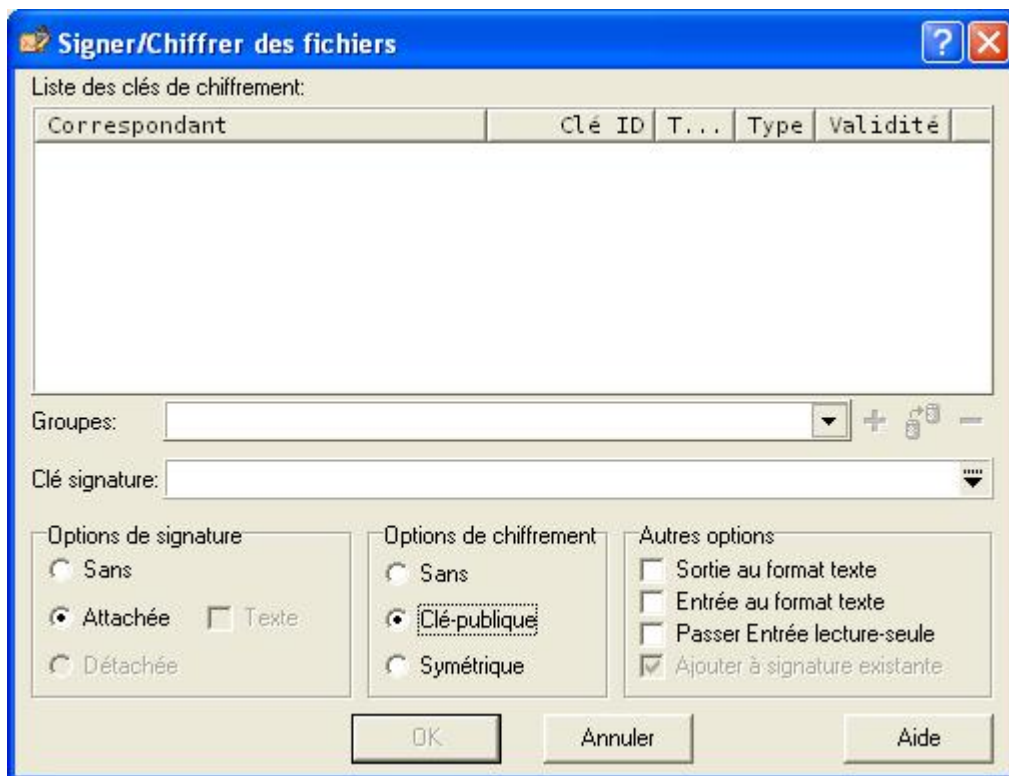 Signer/Chiffrer des fichiers
Liste des clés de chiffrement:
Correspondant Clé ID T... Type Validité
Groupes:
Clé signature:
Options de signature
Sans
Attachée Texte
Détachée
Options de chiffrement
Sans
Clé-publique
Symétrique
Autres options
Sortie au format texte
Entrée au format texte
Passer Entrée lecture-seule
Ajouter à signature existante
OK Annuler Aide